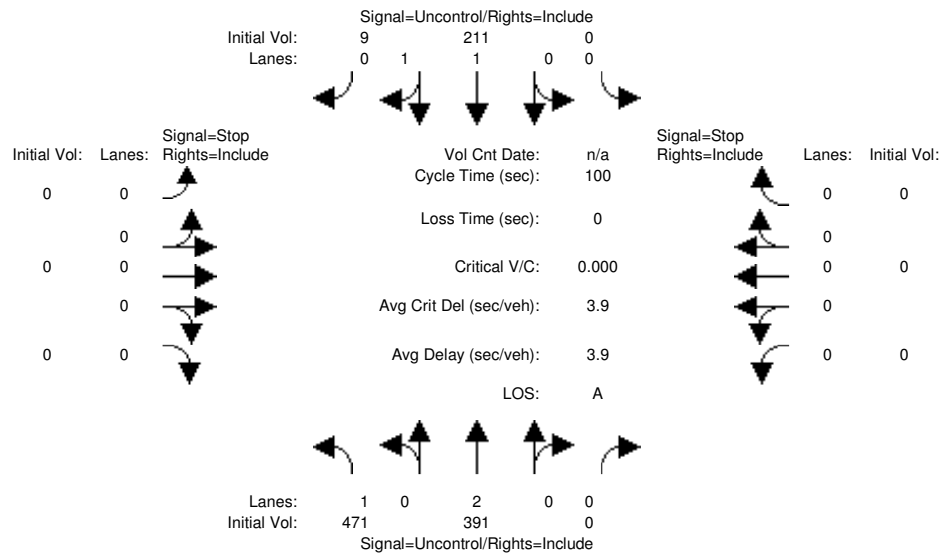 Signal=Uncontrol/Rights=Include
Initial Vol: 9 211 0
Lanes: 0 1 1 0 0
Signal=Stop Signal=Stop
Initial Vol: Lanes: Rights=Include Vol Cnt Date: n/a Rights=Include Lanes: Initial Vol:
Cycle Time (sec): 100
0 0 0 0
Loss Time (sec): 0
0 0
0 0 Critical V/C: 0.000 0 0
0 Avg Crit Del (sec/veh): 3.9 0
0 0 Avg Delay (sec/veh): 3.9 0 0
LOS: A
Lanes: 1 0 2 0 0
Initial Vol: 471 391 0
Signal=Uncontrol/Rights=Include